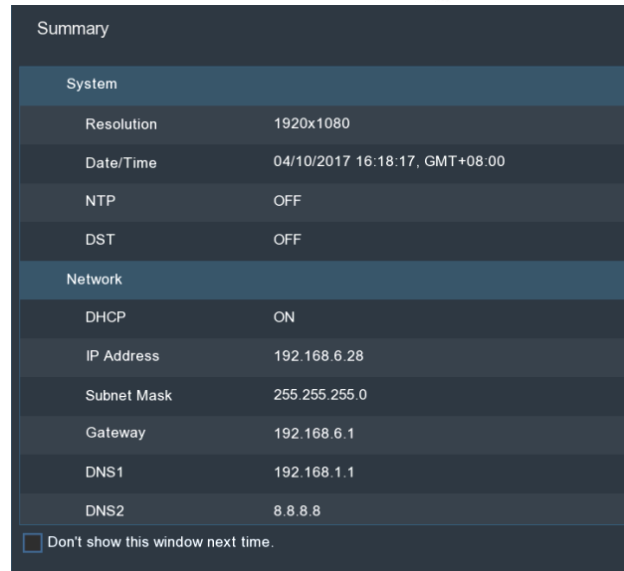 Summary
System
Resolution 1920x1080
Date/Time 04/10/2017 16:18:17, GMT+08:00
NTP OFF
DST OFF
Network
DHCP ON
IP Address 192.168.6.28
Subnet Mask 255.255.255.0
Gateway 192.168.6.1
DNS1 192.168.1.1
DNS2 8.8.8.8
Don't show this window next time.